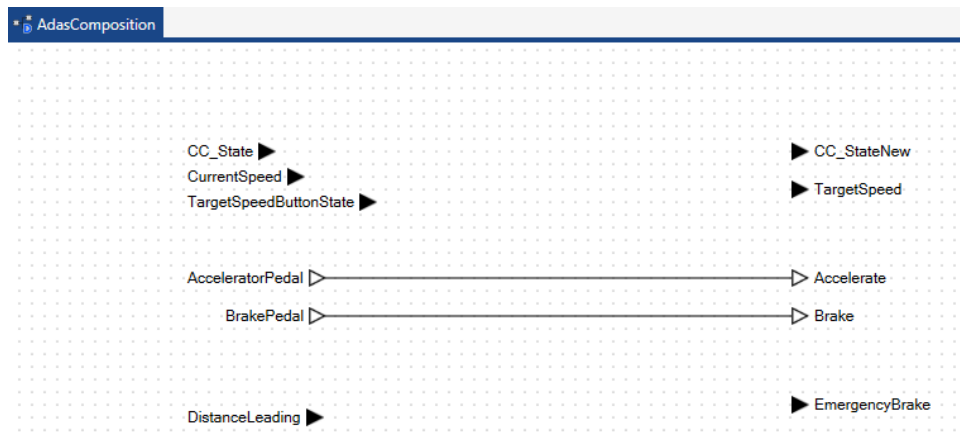 AdasComposition
CC_State
CC_StateNew
CurrentSpeed
TargetSpeed
TargetSpeedButtonState
AcceleratorPedal
Accelerate
BrakePedal
Brake
EmergencyBrake
DistanceLeading